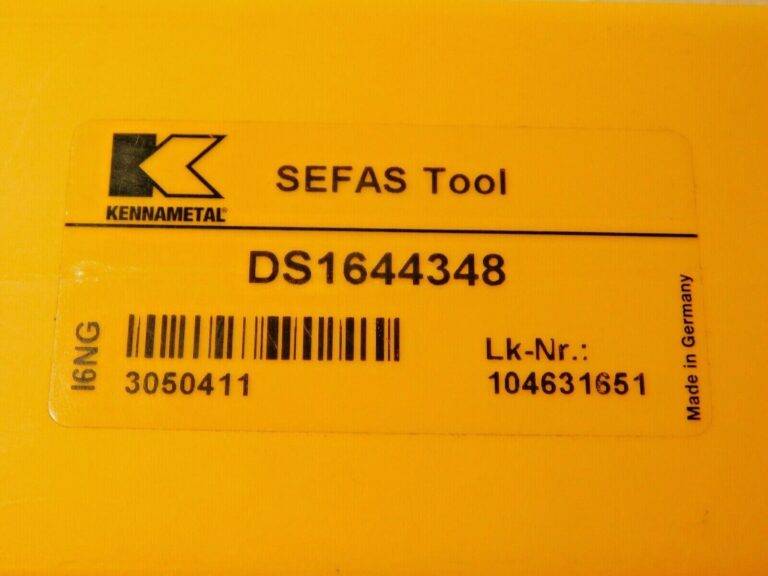 KENNAMETAL®
SEFAS Tool
DS1644348
I6NG
3050411
Lk-Nr.:
104631651
Made in Germany